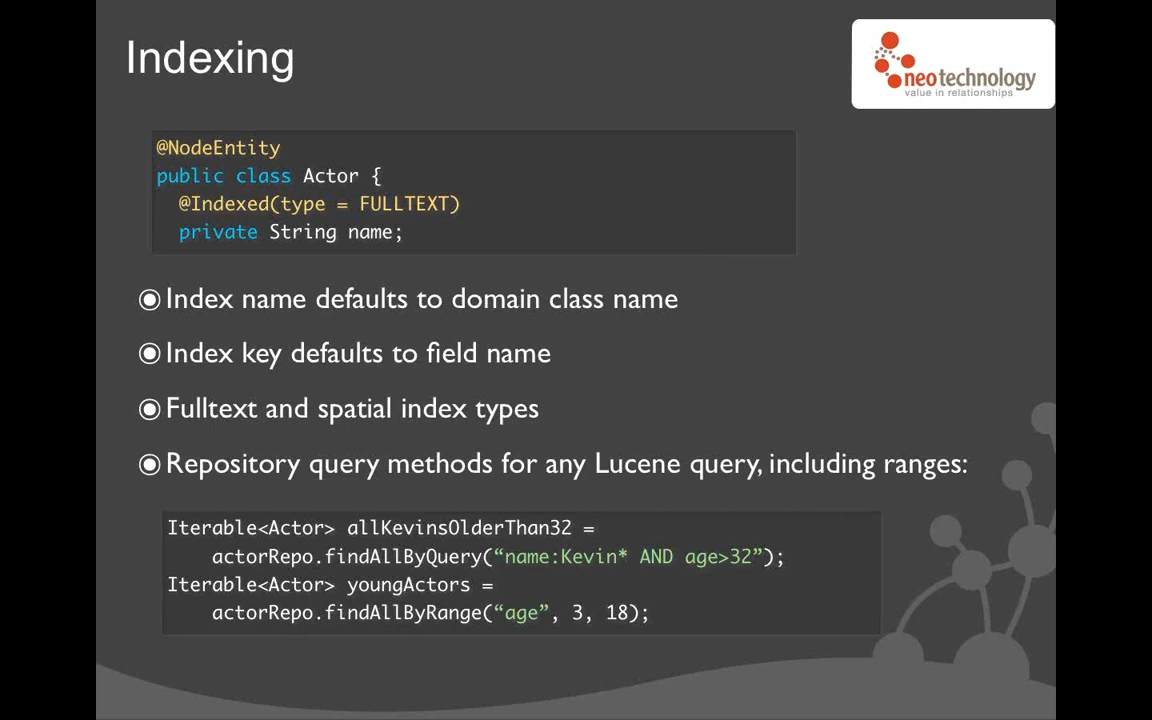 Indexing
neotechnology
value in relationships
@NodeEntity
public class Actor {
@Indexed(type = FULLTEXT)
private String name;
Index name defaults to domain class name
Index key defaults to field name
Fulltext and spatial index types
Repository query methods for any Lucene query, including ranges:
Iterable<Actor> allKevinsOlderThan32 =
actorRepo.findAllByQuery(“name:Kevin* AND age>32”);
Iterable<Actor> youngActors =
actorRepo.findAllByRange(“age”, 3, 18);